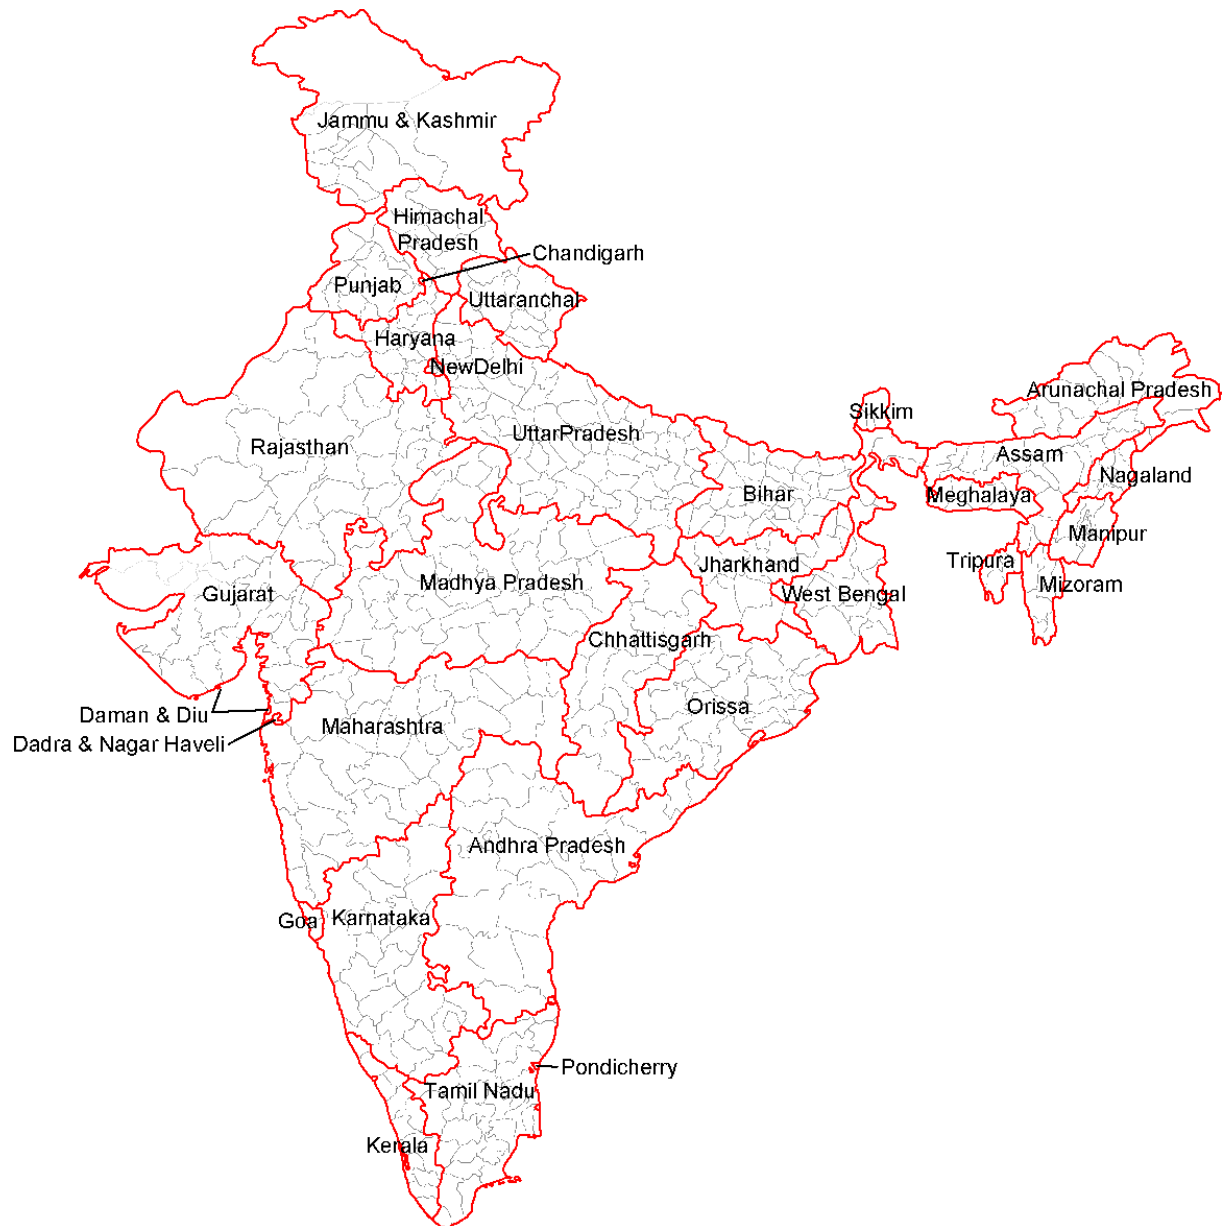 Jammu & Kashmir
Himachal
Pradesh
Chandigarh
Punjab
Uttaranchal
Haryana
NewDelhi
Arunachal Pradesh
Sikkim
UttarPradesh
Rajasthan
Assam
Nagaland
Bihar
Meghalaya
Manipur
Tripura
Jharkhand
Madhya Pradesh
Mizoram
Gujarat
West Bengal
Chhattisgarh
Orissa
Daman & Diu
Maharashtra
Dadra & Nagar Haveli
Andhra Pradesh
Goa
Karnataka
Pondicherry
Tamil Nadu
Kerala